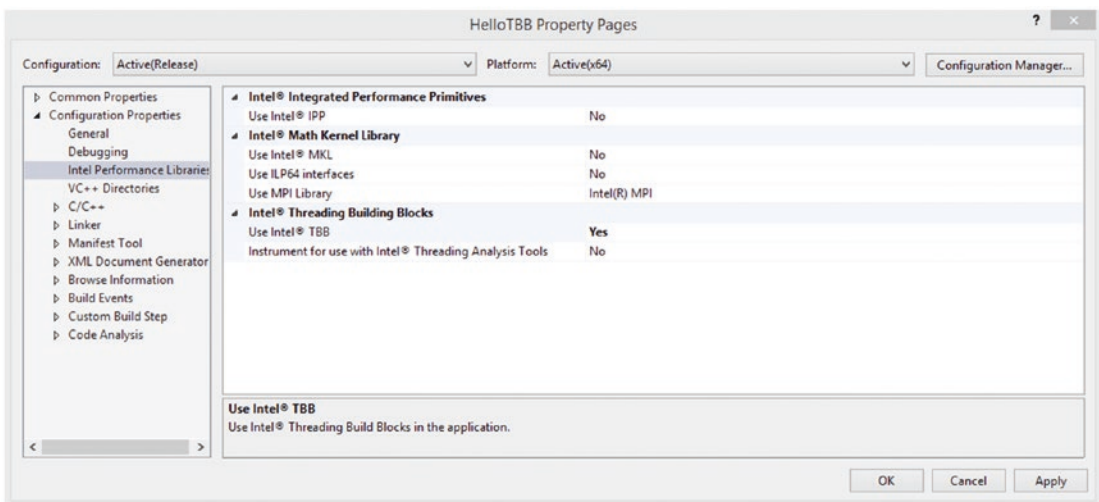 HelloTBB Property Pages
?
Configuration: Active(Release) Platform: Active(x64) Configuration Manager...
Common Properties
Configuration Properties
General
Debugging
Intel Performance Libraries
VC++ Directories
C/C++
Linker
Manifest Tool
XML Document Generator
Browse Information
Build Events
Custom Build Step
Code Analysis
Intel® Integrated Performance Primitives
Use Intel® IPP No
Intel® Math Kernel Library
Use Intel® MKL No
Use ILP64 interfaces No
Use MPI Library Intel(R) MPI
Intel® Threading Building Blocks
Use Intel® TBB Yes
Instrument for use with Intel® Threading Analysis Tools No
Use Intel® TBB
Use Intel® Threading Build Blocks in the application.
OK Cancel Apply